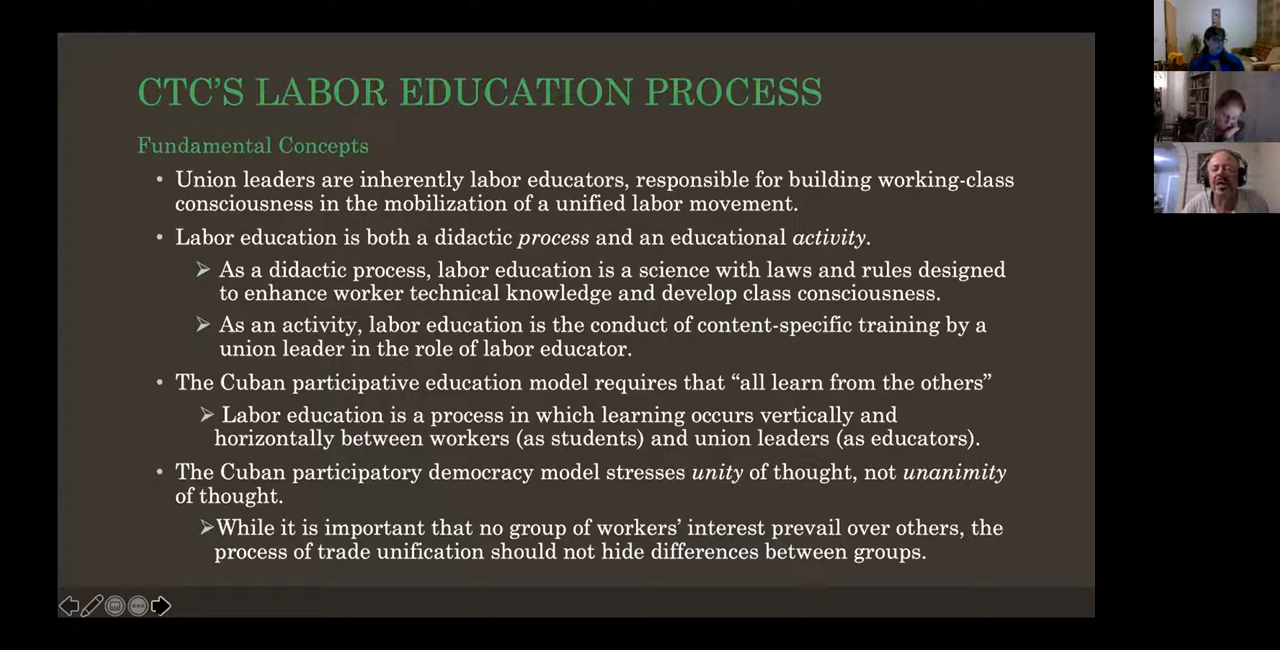 CTC'S LABOR EDUCATION PROCESS
Fundamental Concepts
• Union leaders are inherently labor educators, responsible for building working-class
consciousness in the mobilization of a unified labor movement.
• Labor education is both a didactic process and an educational activity.
➢ As a didactic process, labor education is a science with laws and rules designed
to enhance worker technical knowledge and develop class consciousness.
➢ As an activity, labor education is the conduct of content-specific training by a
union leader in the role of labor educator.
• The Cuban participative education model requires that “all learn from the others”
➢ Labor education is a process in which learning occurs vertically and
horizontally between workers (as students) and union leaders (as educators).
• The Cuban participatory democracy model stresses unity of thought, not unanimity
of thought.
➢While it is important that no group of workers’ interest prevail over others, the
process of trade unification should not hide differences between groups.